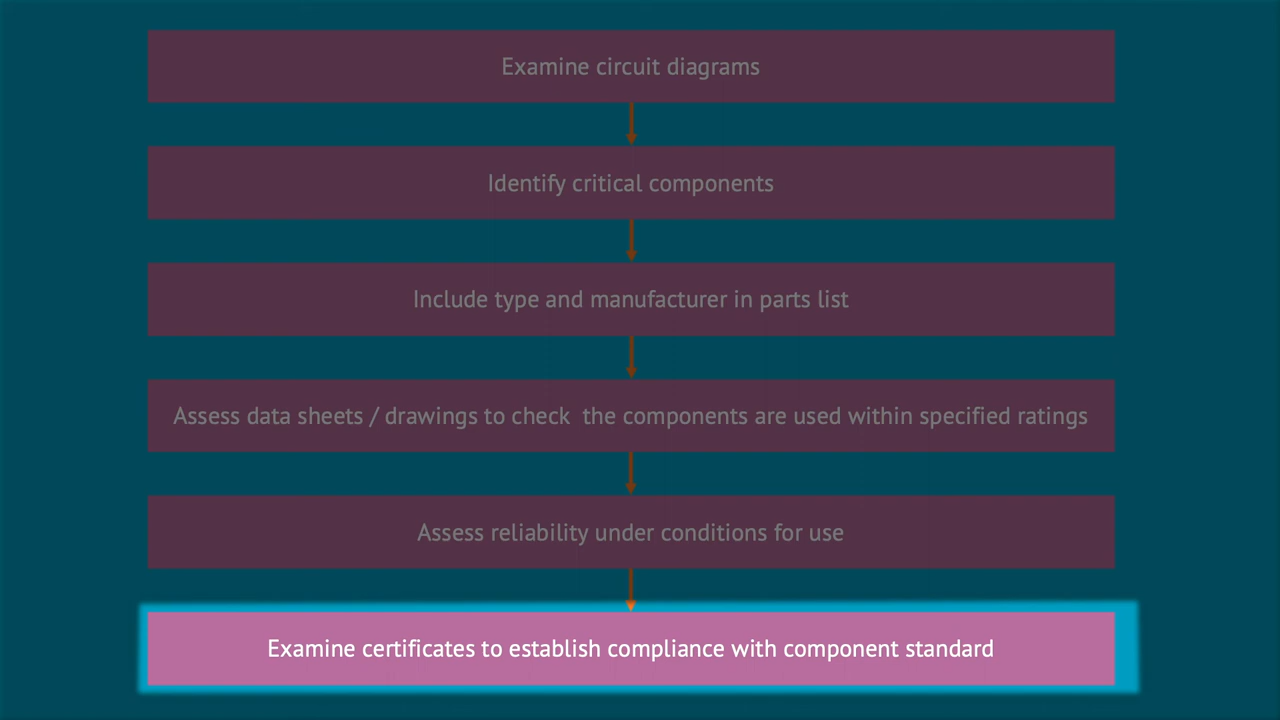 Examine circuit diagrams
Identify critical components
Include type and manufacturer in parts list
Assess data sheets / drawings to check  the components are used within specified ratings
Assess reliability under conditions for use
Examine certificates to establish compliance with component standard